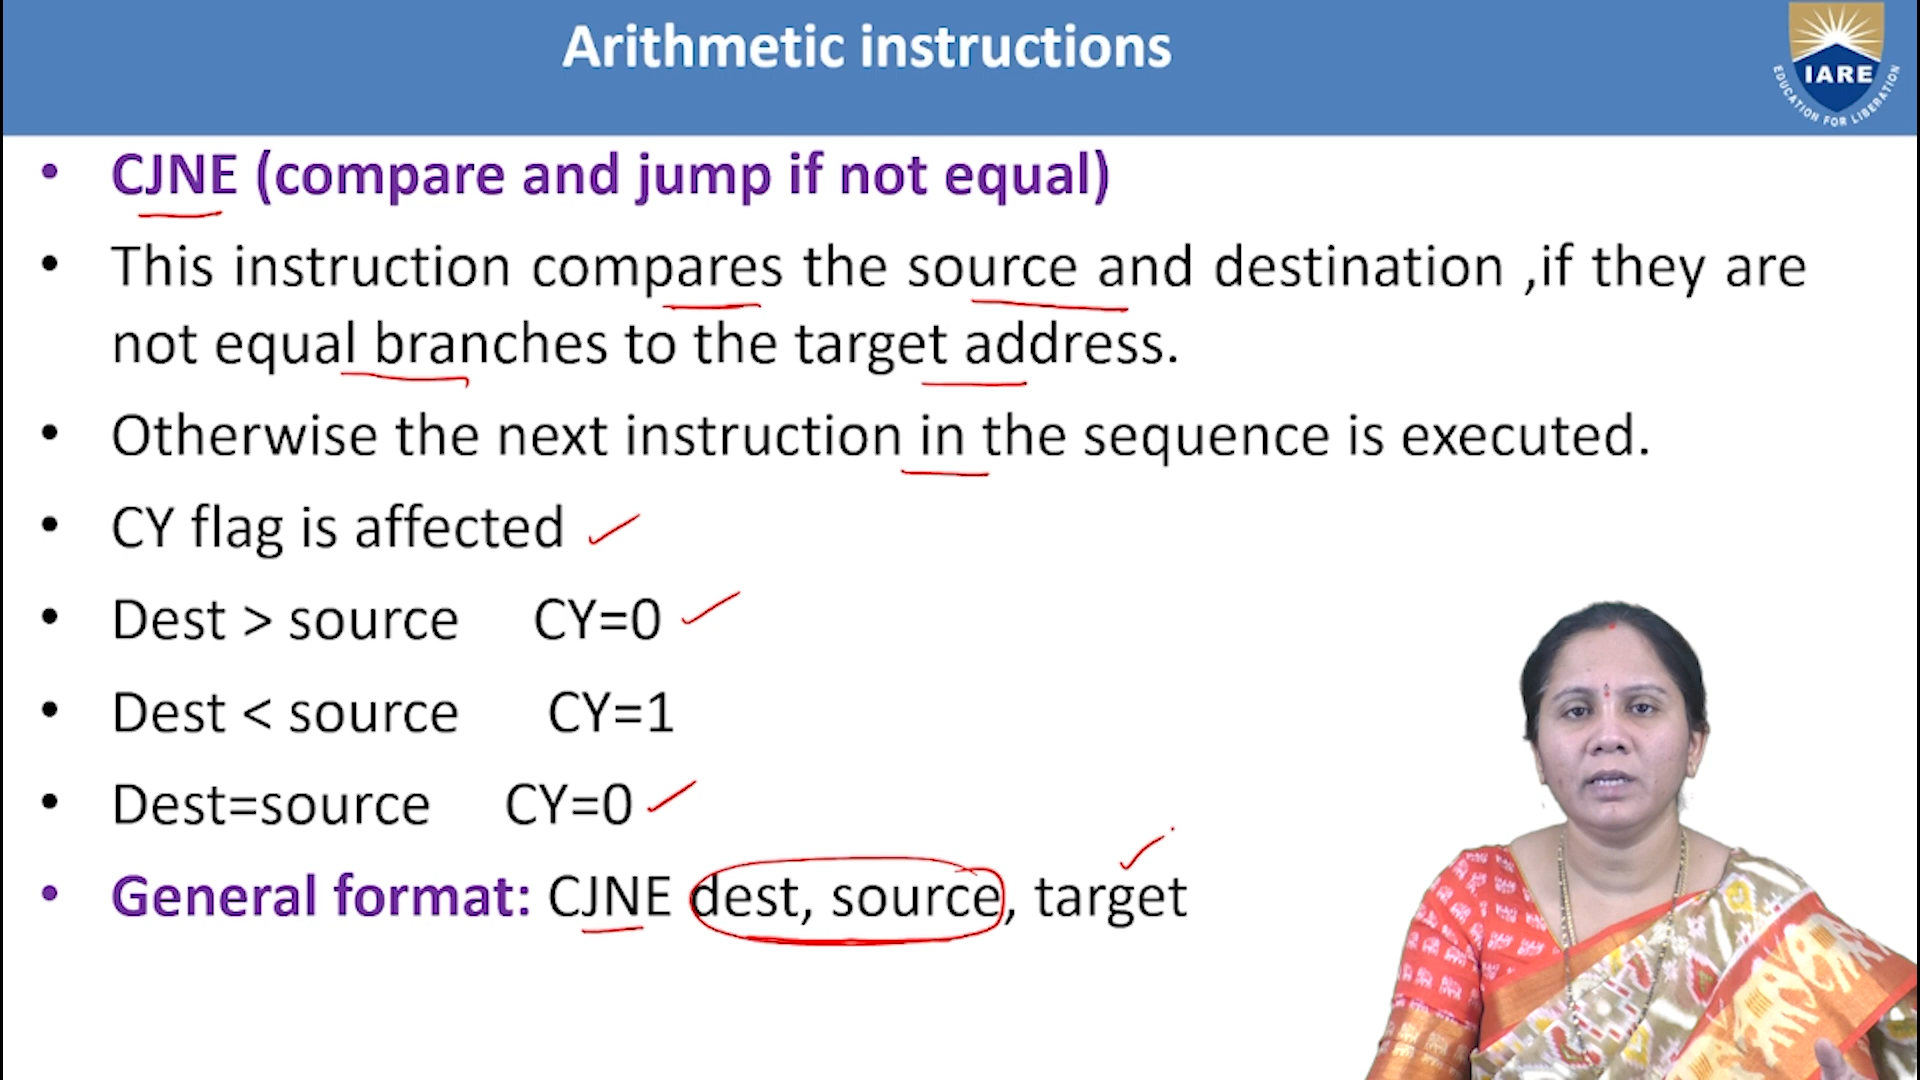 Arithmetic instructions
IARE
EDUCATION FOR LIBERATION
• CJNE (compare and jump if not equal)
• This instruction compares the source and destination ,if they are
not equal branches to the target address.
• Otherwise the next instruction in the sequence is executed.
• CY flag is affected
• Dest > source CY=0
• Dest < source CY=1
• Dest=source CY=0
• General format: CJNE dest, source, target